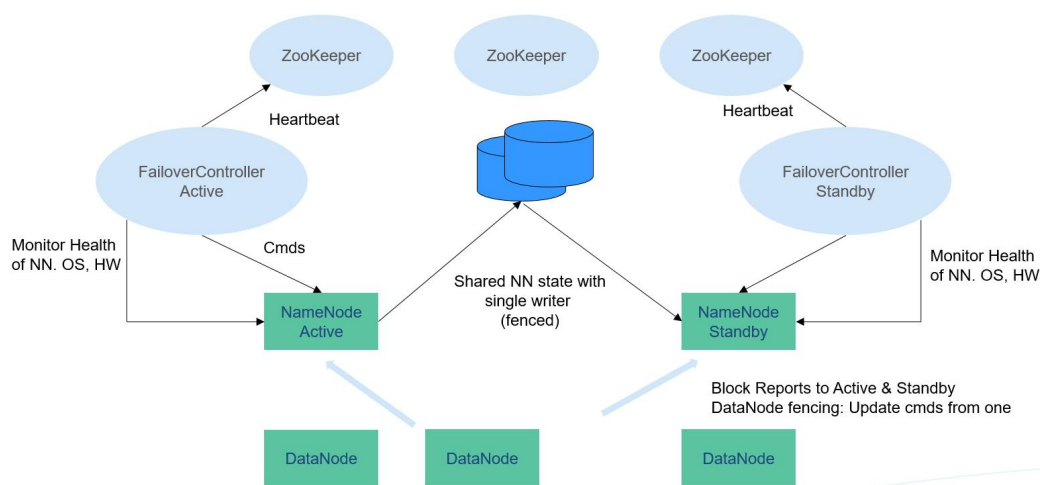 ZooKeeper
ZooKeeper
ZooKeeper
Heartbeat
Heartbeat
FailoverController
Active
FailoverController
Standby
Monitor Health
of NN. OS, HW
Cmds
Monitor Health
of NN. OS, HW
Shared NN state with
single writer
(fenced)
NameNode
Active
NameNode
Standby
Block Reports to Active & Standby
DataNode fencing: Update cmds from one
DataNode
DataNode
DataNode